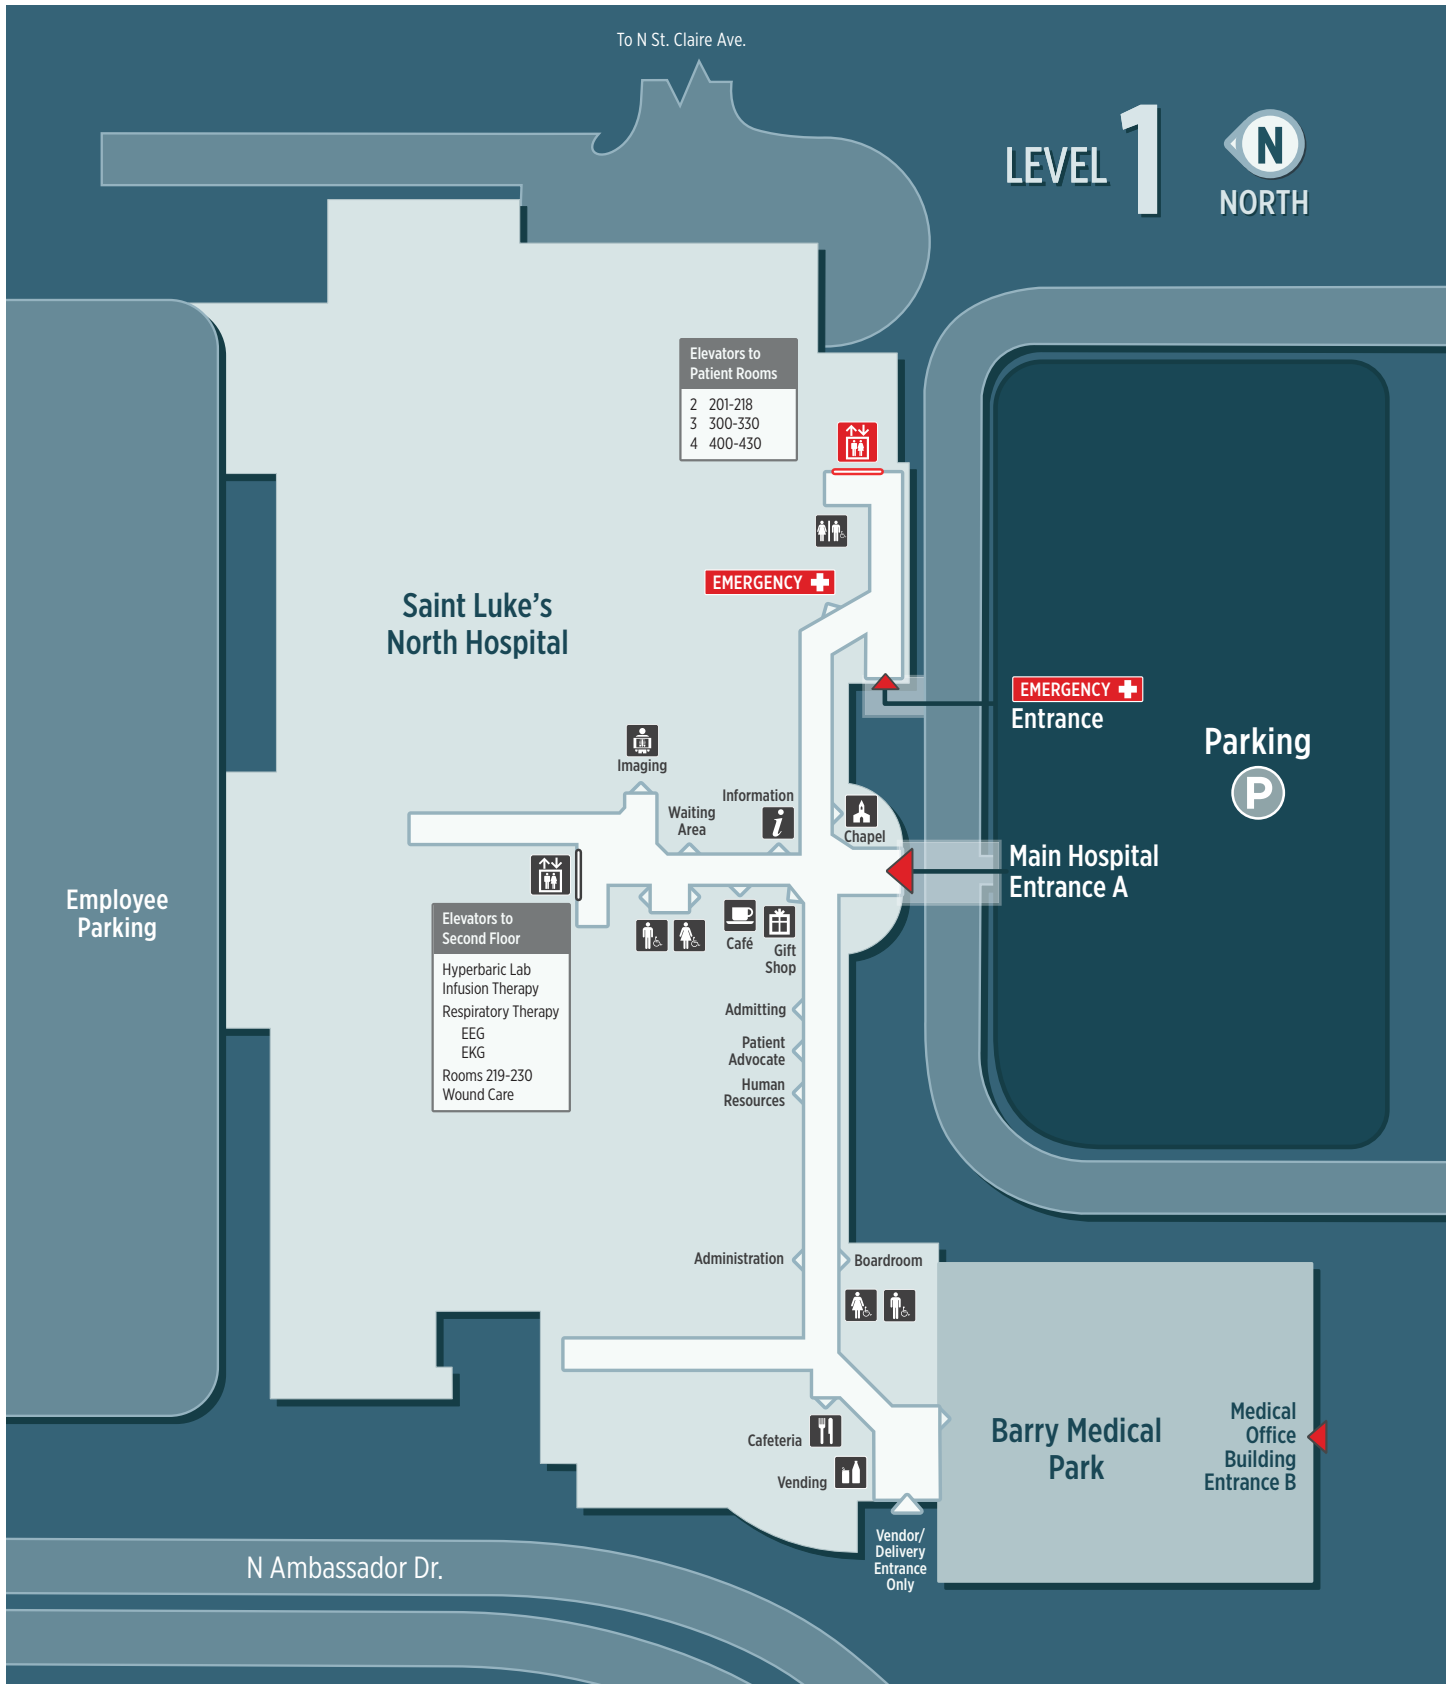 To N St. Claire Ave.
LEVEL 1
N
NORTH
Elevators to
Patient Rooms
2 201-218
3 300-330
4 400-430
EMERGENCY
Saint Luke's
North Hospital
EMERGENCY
Entrance
Parking
P
Imaging
Information
i
Waiting
Area
Chapel
Main Hospital
Entrance A
Employee
Parking
Elevators to
Second Floor
Hyperbaric Lab
Infusion Therapy
Respiratory Therapy
EEG
EKG
Rooms 219-230
Wound Care
Café
Gift
Shop
Admitting
Patient
Advocate
Human
Resources
Administration
Boardroom
Cafeteria
Vending
Barry Medical
Park
Medical
Office
Building
Entrance B
Vendor/
Delivery
Entrance
Only
N Ambassador Dr.